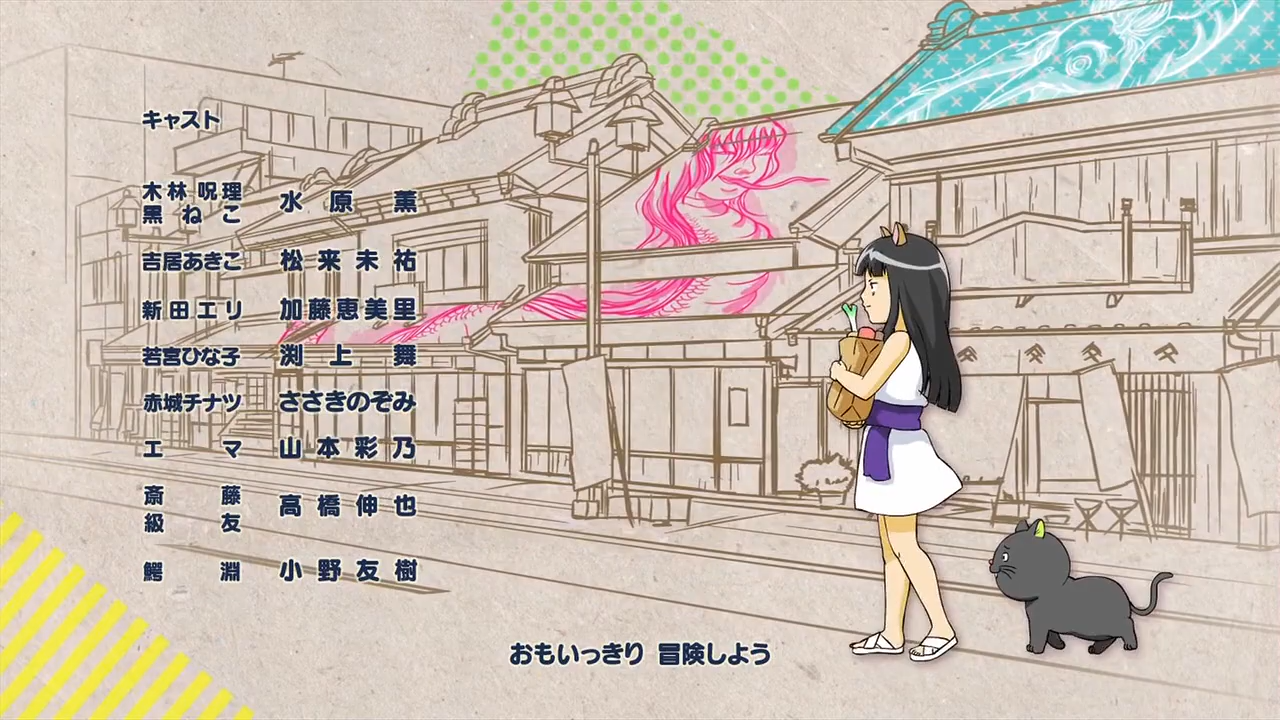 キャスト
木林呪理 水原薫
黒ねこ
吉居あきこ 松来未祐
新田エリ 加藤恵美里
若宮ひな子 渕上舞
赤城チナツ ささきのぞみ
エマ 山本彩乃
斎藤 高橋伸也
級友
鰐淵 小野友樹
おもいっきり 冒険しよう